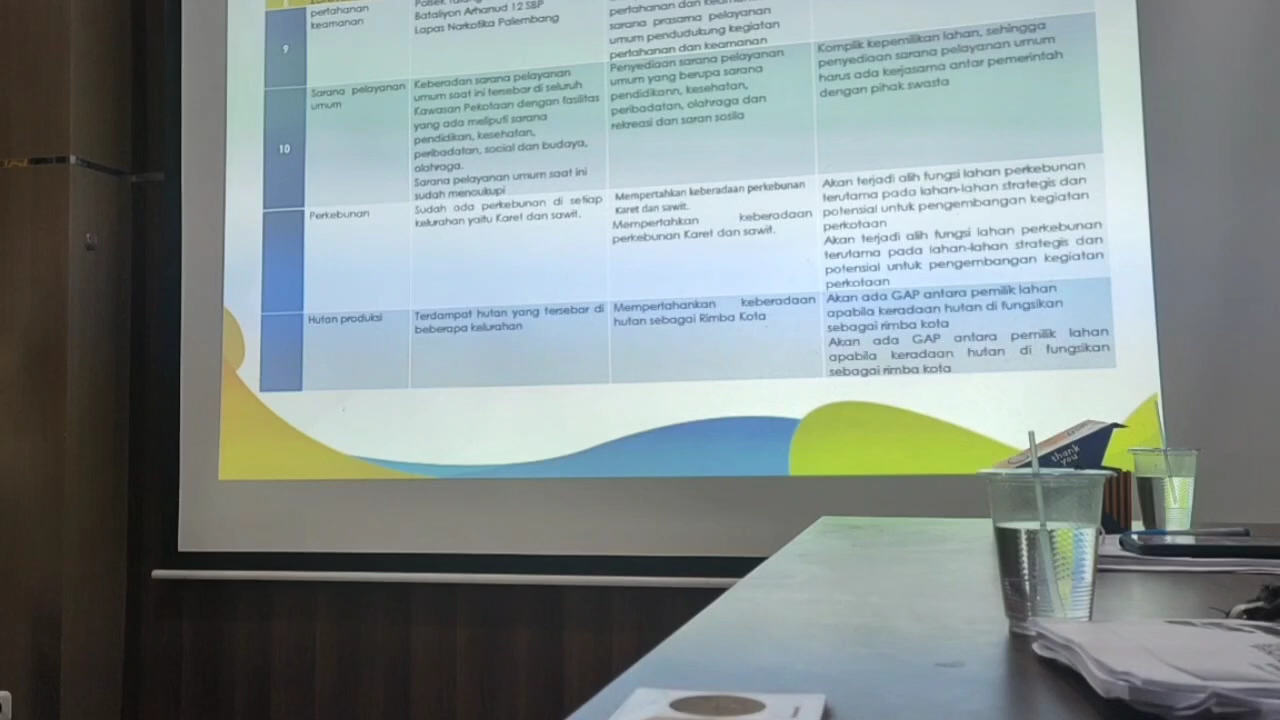 pertahanan
keamanan
Bataliyon Arhanud 12 SBP
Lapas Narkotika Palembang
sarana prasarna pelayanan
umum pendudukung kegiatan
pertahanan dan keamanan
9
Sarana pelayanan
umum
Keberadan sarana pelayanan
umum saat ini tersebar di seluruh
Kawasan Pekotaan dengan fasilitas
yang ada meliputi sarana
pendidikan, kesehatan,
peribadatan, social dan budaya,
olahraga.
Sarana pelayanan umum saat ini
sudah mencukupi
Penyediaan sarana pelayanan
umum yang berupa sarana
pendidikann, kesehatan,
peribadatan, olahraga dan
rekreasi dan saran sosila
Komplik kepemilikan lahan, sehingga
penyediaan sarana pelayanan umum
harus ada kerjasama antar pemerintah
dengan pihak swasta
10
Perkebunan
Sudah ada perkebunan di setiap
kelurahan yaitu Karet dan sawit.
Mempertahkan keberadaan perkebunan
Karet dan sawit.
Mempertahkan keberadaan
perkebunan Karet dan sawit.
Akan terjadi alih fungsi lahan perkebunan
terutama pada lahan-lahan strategis dan
potensial untuk pengembangan kegiatan
perkotaan
Akan terjadi alih fungsi lahan perkebunan
terutama pada lahan-lahan strategis dan
potensial untuk pengembangan kegiatan
perkotaan
Hutan produksi
Terdampat hutan yang tersebar di
beberapa kelurahan
Mempertahankan keberadaan
hutan sebagai Rimba Kota
Akan ada GAP antara pemilik lahan
apabila keradaan hutan di fungsikan
sebagai rimba kota
Akan ada GAP antara pemilik lahan
apabila keradaan hutan di fungsikan
sebagai rimba kota
thank
you